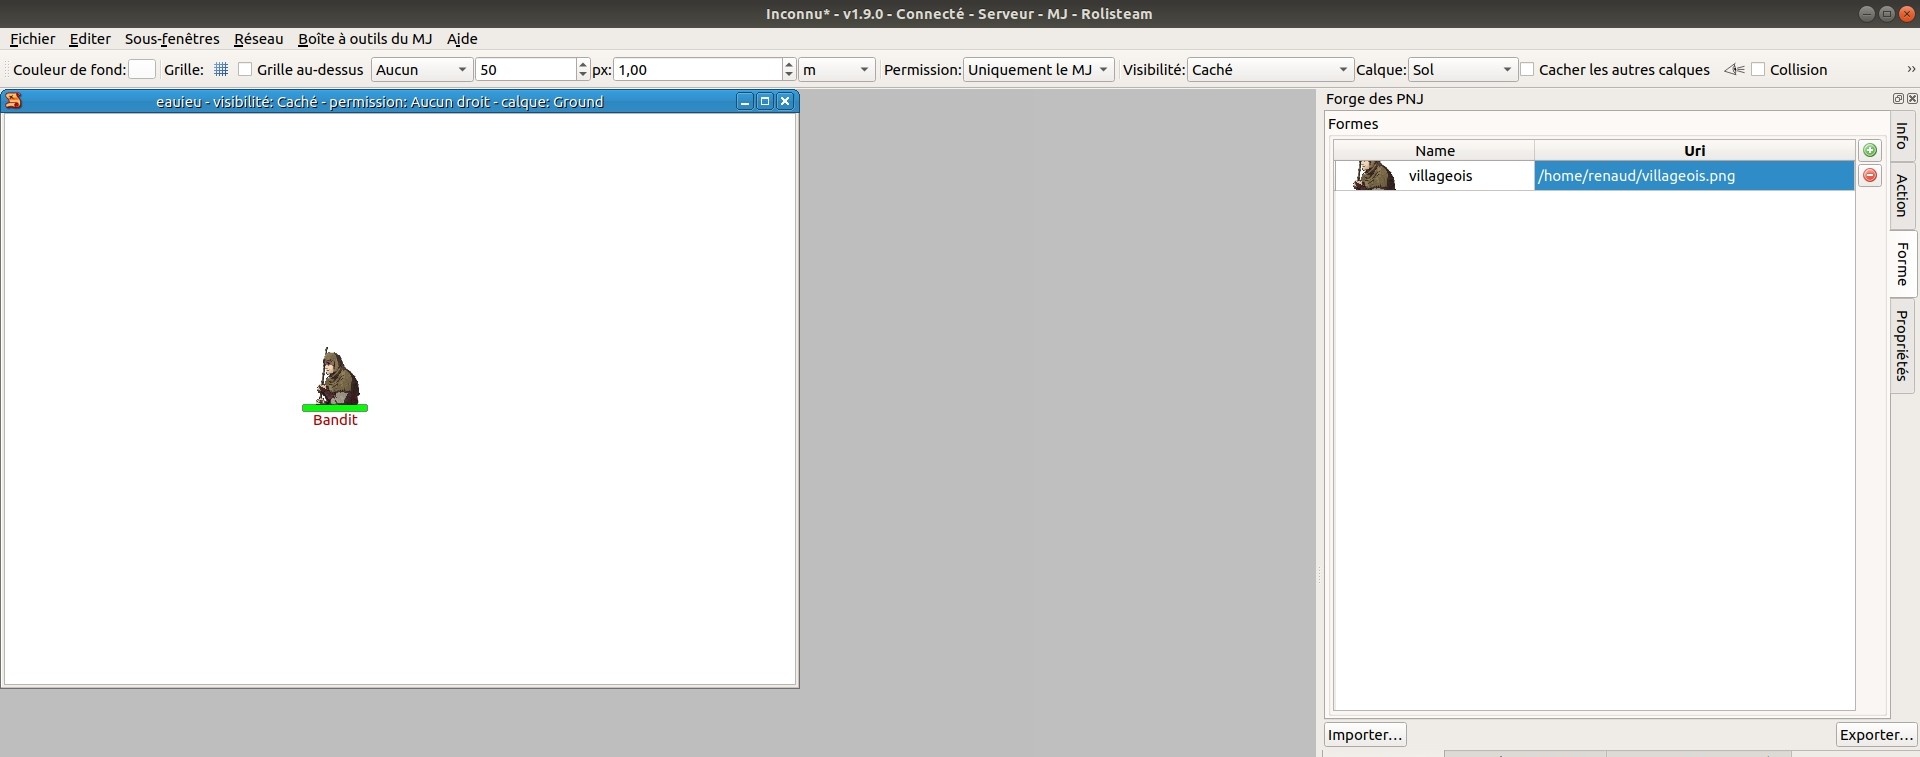 Inconnu* - v1.9.0 - Connecté - Serveur - MJ - Rolisteam
Fichier Editer Sous-fenêtres Réseau Boîte à outils du MJ Aide
Couleur de fond: Grille: Grille au-dessus Aucun 50 px: 1,00 m Permission: Uniquement le MJ Visibilité: Caché Calque: Sol Cacher les autres calques Collision »
eauieu - visibilité: Caché - permission: Aucun droit - calque: Ground
Bandit
Forge des PNJ
Formes
Name Uri
villageois /home/renaud/villageois.png
Info
Action
Forme
Propriétés
Importer... Exporter...